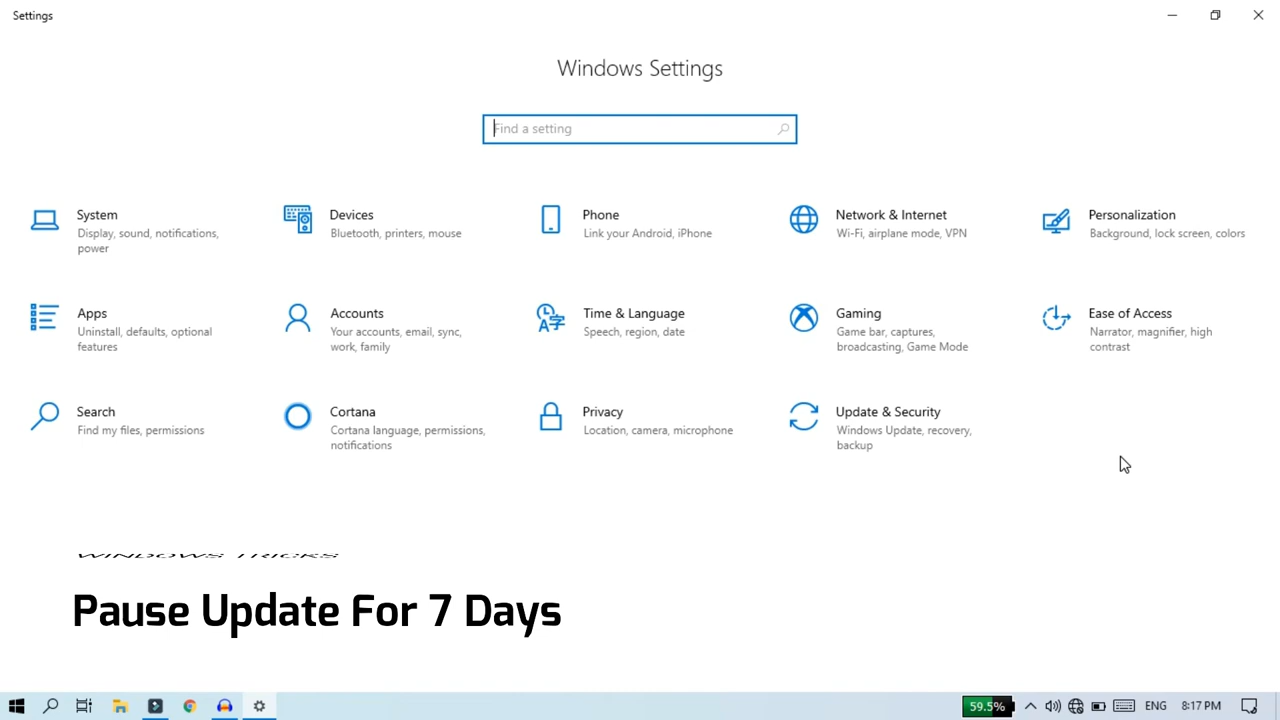 Settings
Windows Settings
Find a setting
System
Display, sound, notifications,
power
Devices
Bluetooth, printers, mouse
Phone
Link your Android, iPhone
Network & Internet
Wi-Fi, airplane mode, VPN
Personalization
Background, lock screen, colors
Apps
Uninstall, defaults, optional
features
Accounts
Your accounts, email, sync,
work, family
Time & Language
Speech, region, date
Gaming
Game bar, captures,
broadcasting, Game Mode
Ease of Access
Narrator, magnifier, high
contrast
Search
Find my files, permissions
Cortana
Cortana language, permissions,
notifications
Privacy
Location, camera, microphone
Update & Security
Windows Update, recovery,
backup
WINDOWS TRICKS
Pause Update For 7 Days
59.5%
ENG
8:17 PM